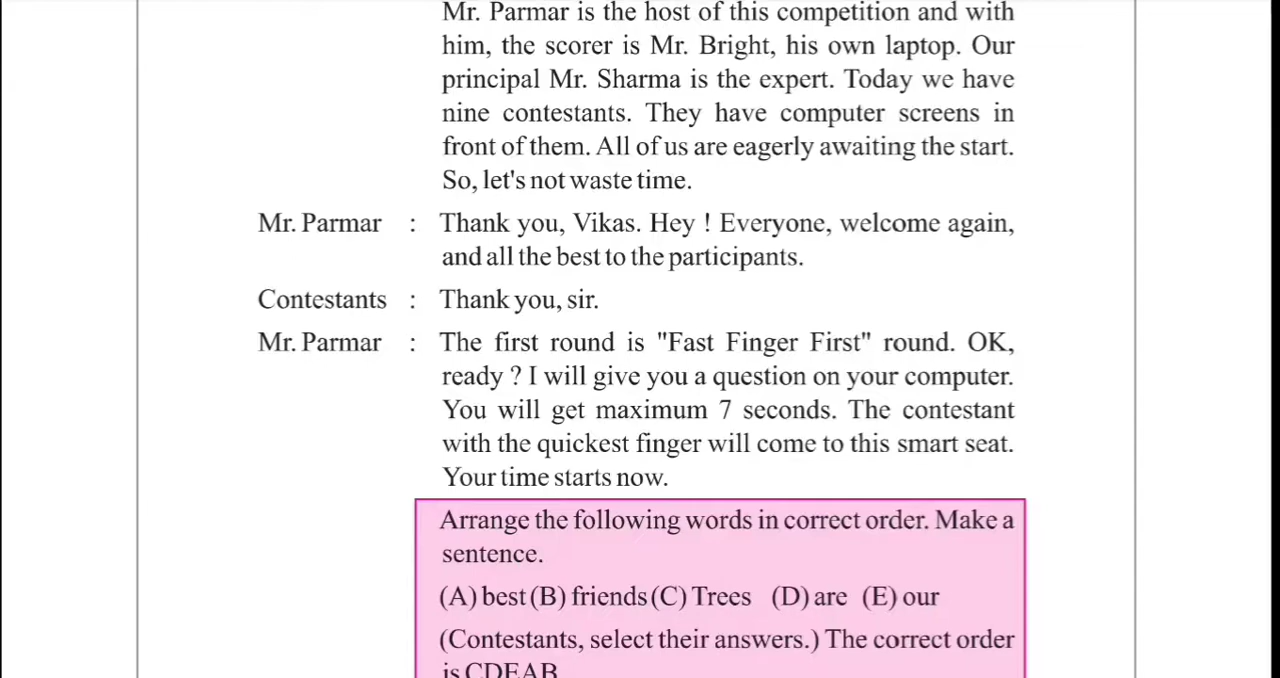 Mr. Parmar is the host of this competition and with
him, the scorer is Mr. Bright, his own laptop. Our
principal Mr. Sharma is the expert. Today we have
nine contestants. They have computer screens in
front of them. All of us are eagerly awaiting the start.
So, let's not waste time.
Mr. Parmar : Thank you, Vikas. Hey ! Everyone, welcome again,
and all the best to the participants.
Contestants : Thank you, sir.
Mr. Parmar : The first round is "Fast Finger First" round. OK,
ready ? I will give you a question on your computer.
You will get maximum 7 seconds. The contestant
with the quickest finger will come to this smart seat.
Your time starts now.
Arrange the following words in correct order. Make a
sentence.
(A) best (B) friends (C) Trees (D) are (E) our
(Contestants, select their answers.) The correct order
is CDEAB